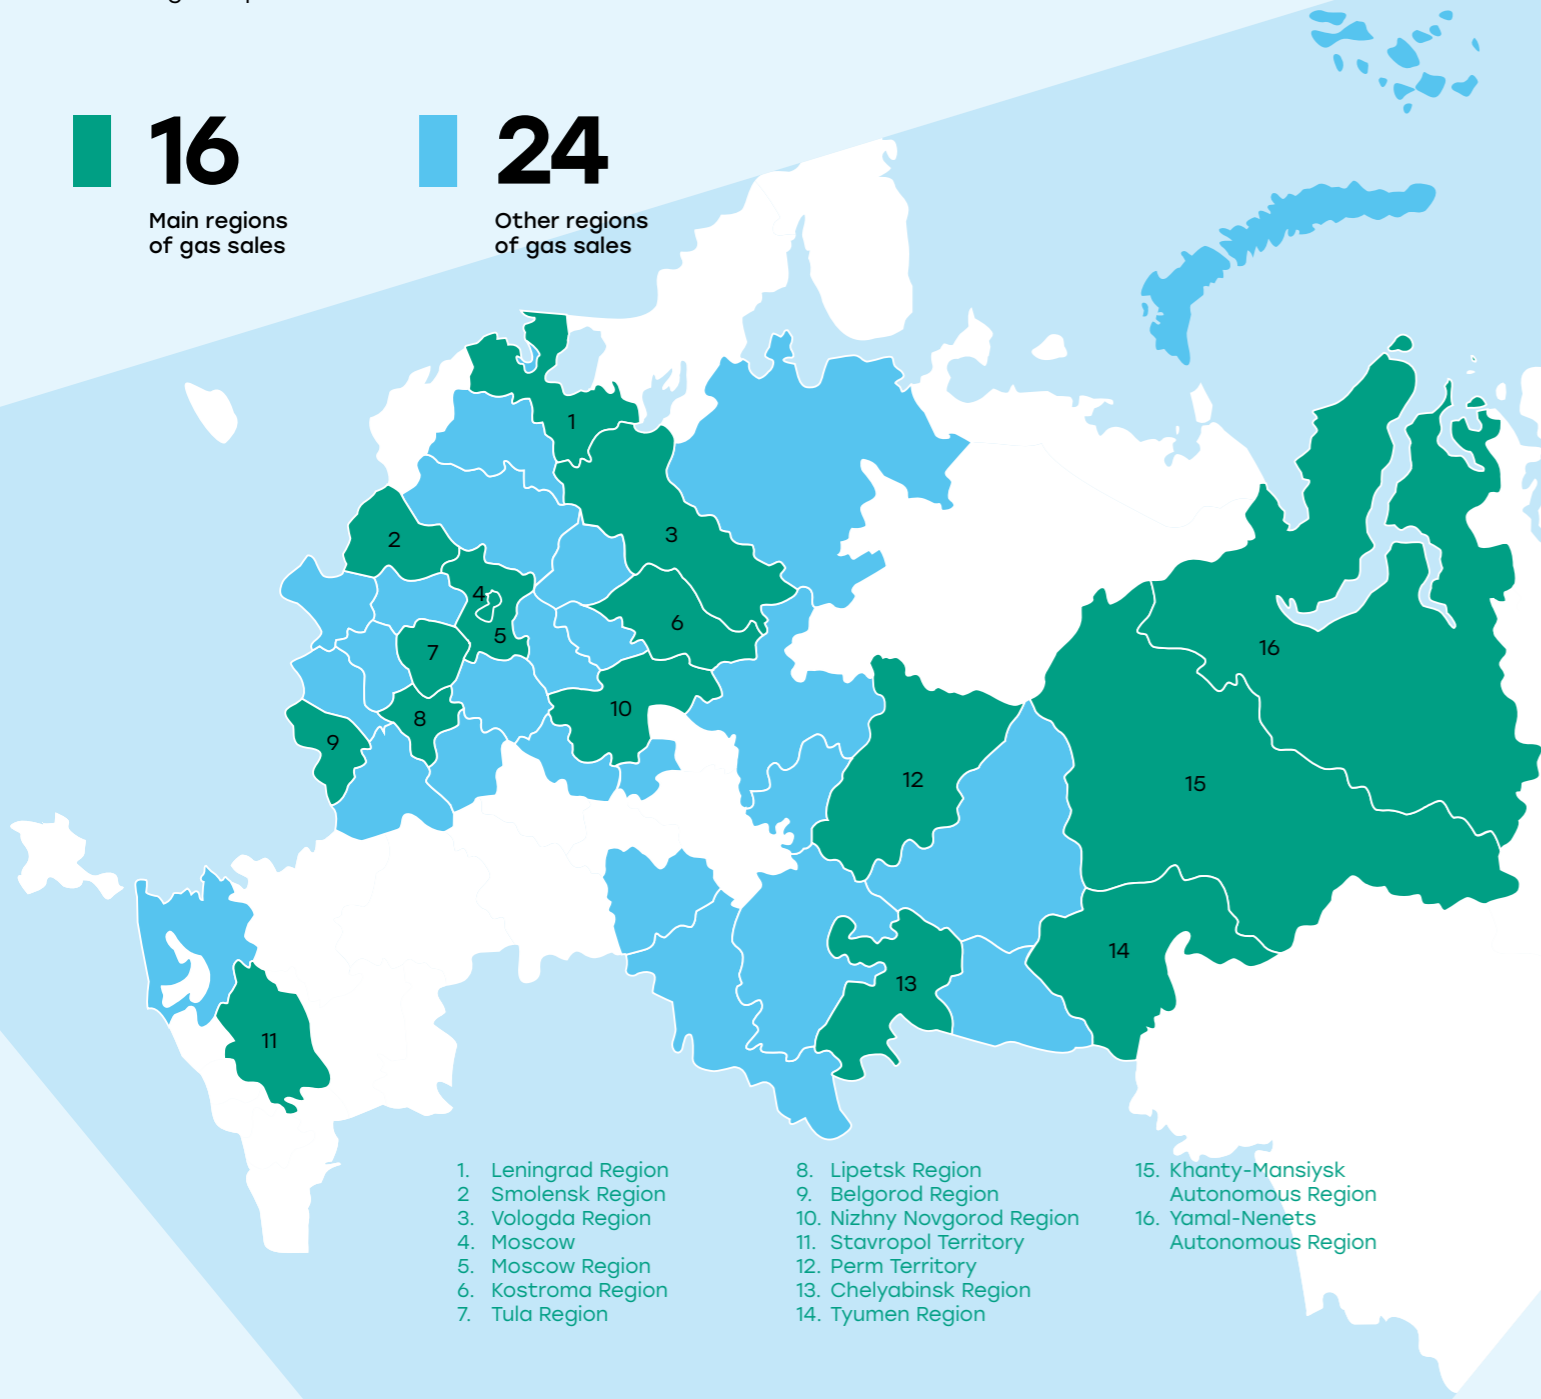 16
Main regions
of gas sales
24
Other regions
of gas sales
1
2
3
4
5
6
7
8
9
10
11
12
13
14
15
16
1. Leningrad Region
2 Smolensk Region
3. Vologda Region
4. Moscow
5. Moscow Region
6. Kostroma Region
7. Tula Region
8. Lipetsk Region
9. Belgorod Region
10. Nizhny Novgorod Region
11. Stavropol Territory
12. Perm Territory
13. Chelyabinsk Region
14. Tyumen Region
15. Khanty-Mansiysk
Autonomous Region
16. Yamal-Nenets
Autonomous Region